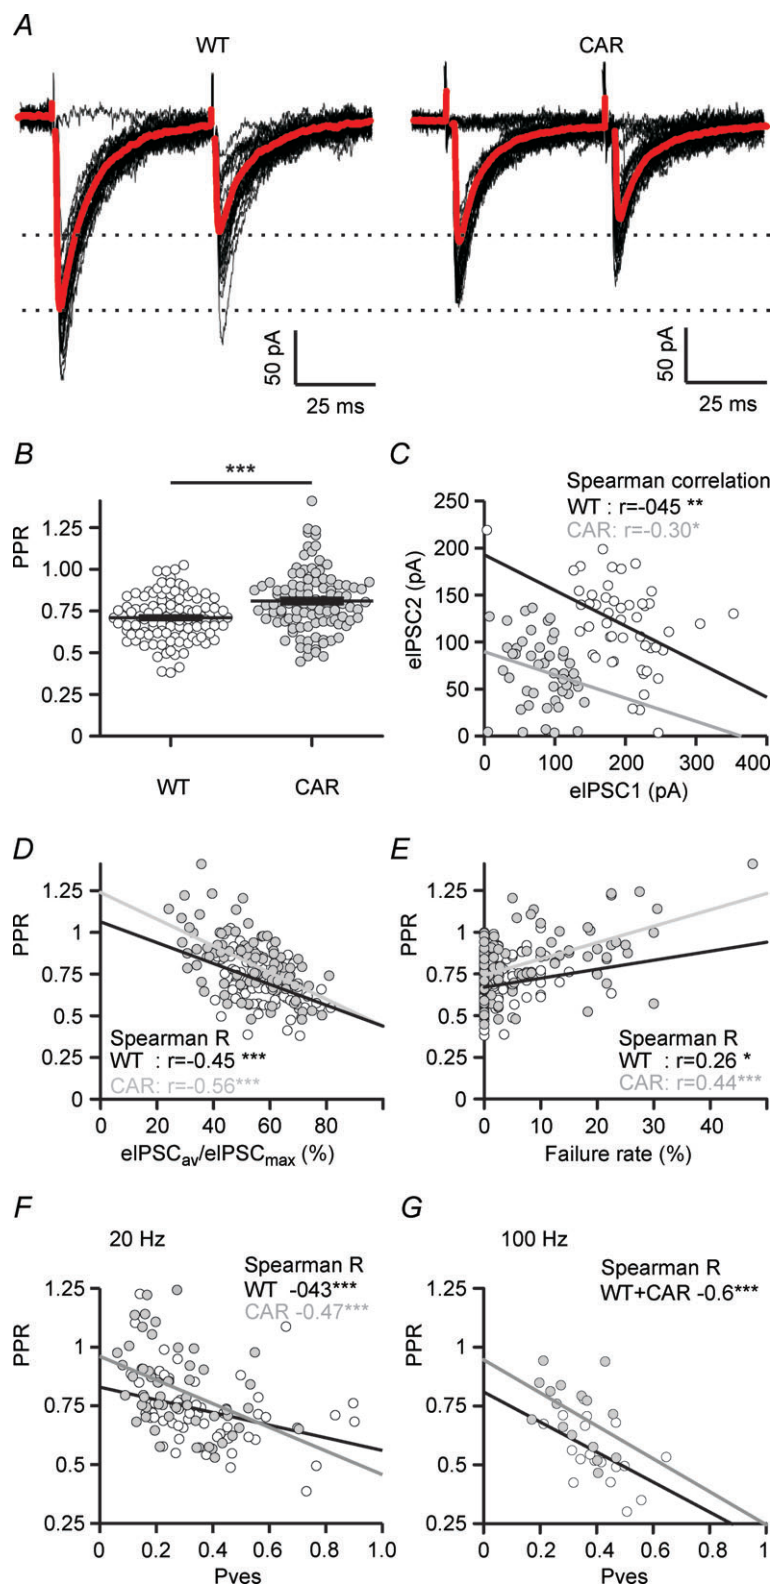 A
WT CAR
50 pA
25 ms
50 pA
25 ms
B
***
PPR
1.25
1.00
0.75
0.5
0.25
0
WT CAR
C
Spearman correlation
WT : r=-045 **
CAR: r=-0.30*
eIPSC2 (pA)
250
200
150
100
50
0
0 100 200 300 400
eIPSC1 (pA)
D
PPR
1.25
1
0.75
0.5
0.25
0
Spearman R
WT : r=-0.45 ***
CAR: r=-0.56***
0 20 40 60 80
eIPSCav/eIPSCmax (%)
E
PPR
1.25
1.00
0.75
0.5
0.25
0
Spearman R
WT : r=0.26 *
CAR: r=0.44***
0 10 20 30 40
Failure rate (%)
F
20 Hz
Spearman R
WT -043***
CAR -0.47***
PPR
1.25
1
0.75
0.5
0.25
0 0.2 0.4 0.6 0.8 1.0
Pves
G
100 Hz
Spearman R
WT+CAR -0.6***
PPR
1.25
1
0.75
0.5
0.25
0 0.2 0.4 0.6 0.8 1
Pves